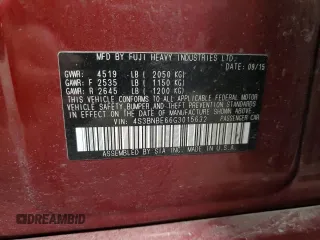 MFD. BY FUJI HEAVY INDUSTRIES LTD.
DATE: 09/15
GVWR: 4519 LB ( 2050 KG)
GAWR: F 2535 LB ( 1150 KG)
GAWR: R 2645 LB ( 1200 KG)
THIS VEHICLE CONFORMS TO ALL APPLICABLE FEDERAL MOTOR
VEHICLE SAFETY, BUMPER, AND THEFT PREVENTION STANDARDS
IN EFFECT ON THE DATE OF MANUFACTURE SHOWN ABOVE.
VIN: 4S3BNBE66G3015632 PASSENGER CAR
ASSEMBLED BY SIA, INC. MADE IN U.S.A.
DREAMBID